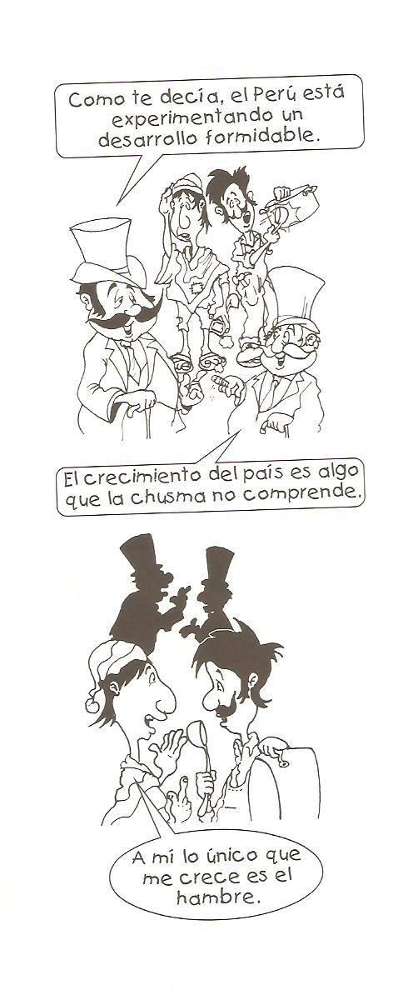 Como te decía, el Perú está
experimentando un
desarrollo formidable.
El crecimiento del país es algo
que la chusma no comprende.
A mí lo único que
me crece es el
hambre.